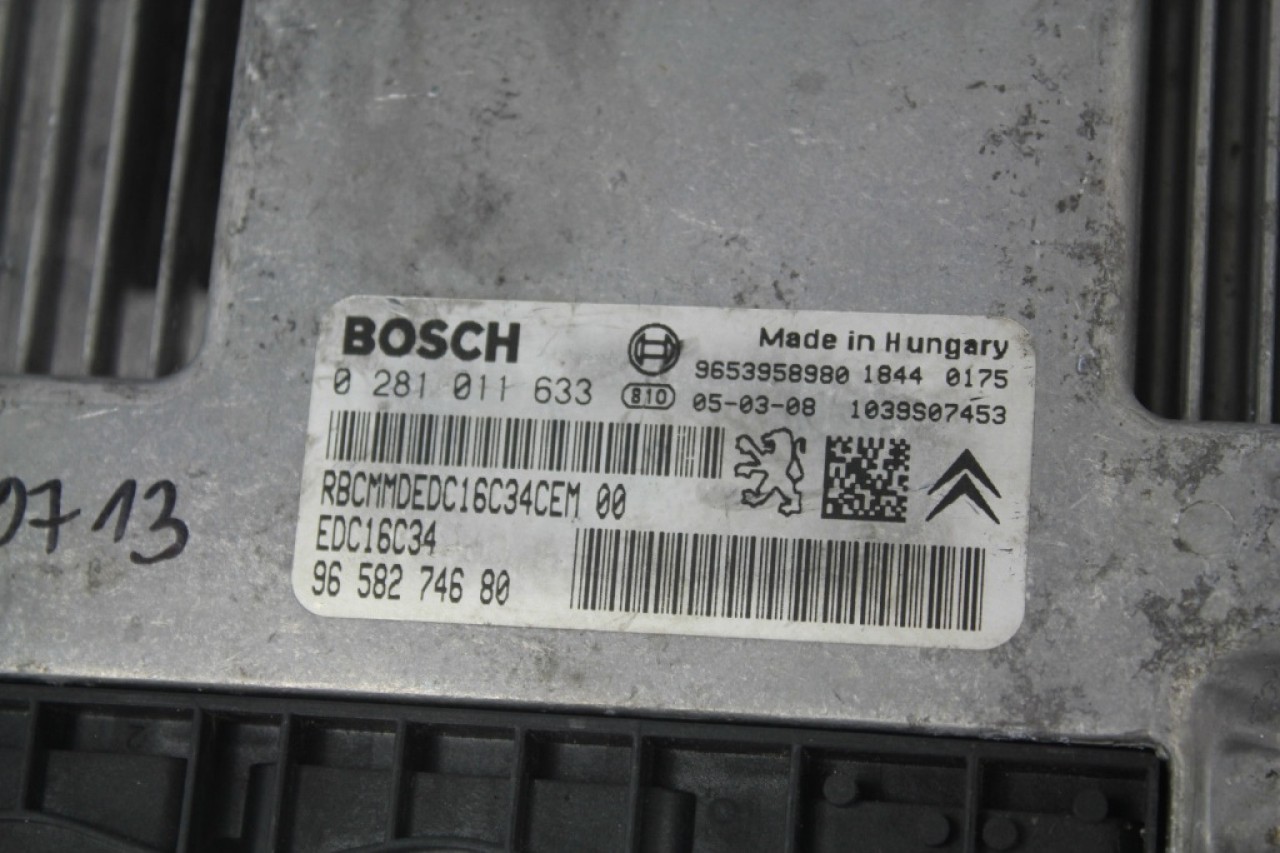 BOSCH
Made in Hungary
9653958980 1844 0175
0 281 011 633
810
05-03-08 1039S07453
RBCMMDEDC16C34CEM 00
EDC16C34
96 582 746 80
0713